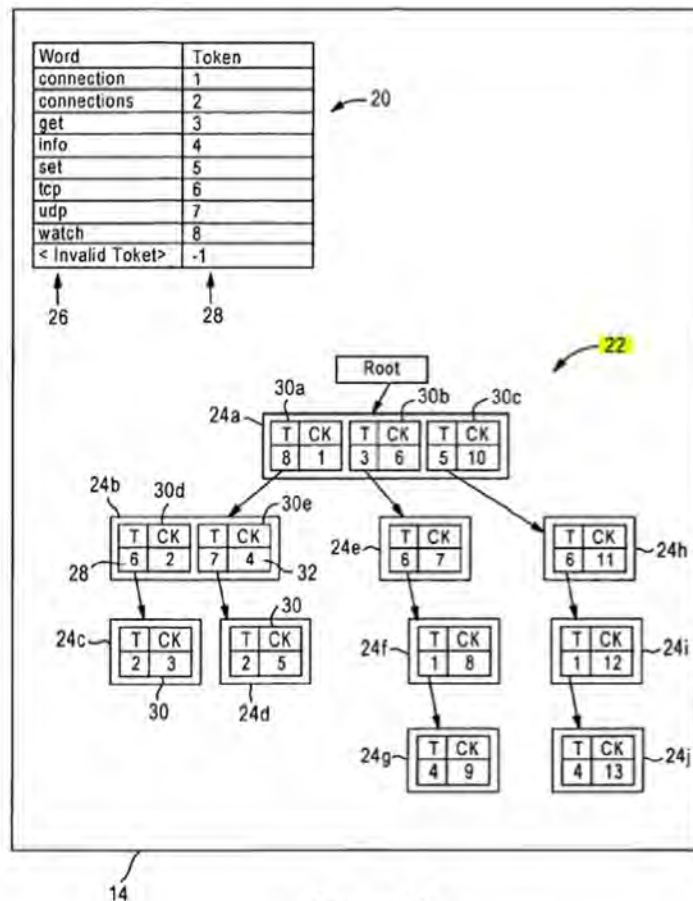 Word Token
connection 1
connections 2
get 3
info 4
set 5
tcp 6
udp 7
watch 8
< Invalid Toket> -1
20
26 28
22
Root
30a 30b 30c
24a
T CK T CK T CK
8 1 3 6 5 10
24b 30d 30e
T CK T CK T CK T CK
28 6 2 7 4 32 24e 6 7 6 11 24h
30
24c T CK T CK 24f T CK T CK 24i
2 3 2 5 1 8 1 12
30 24d
24g T CK T CK 24j
4 9 4 13
14